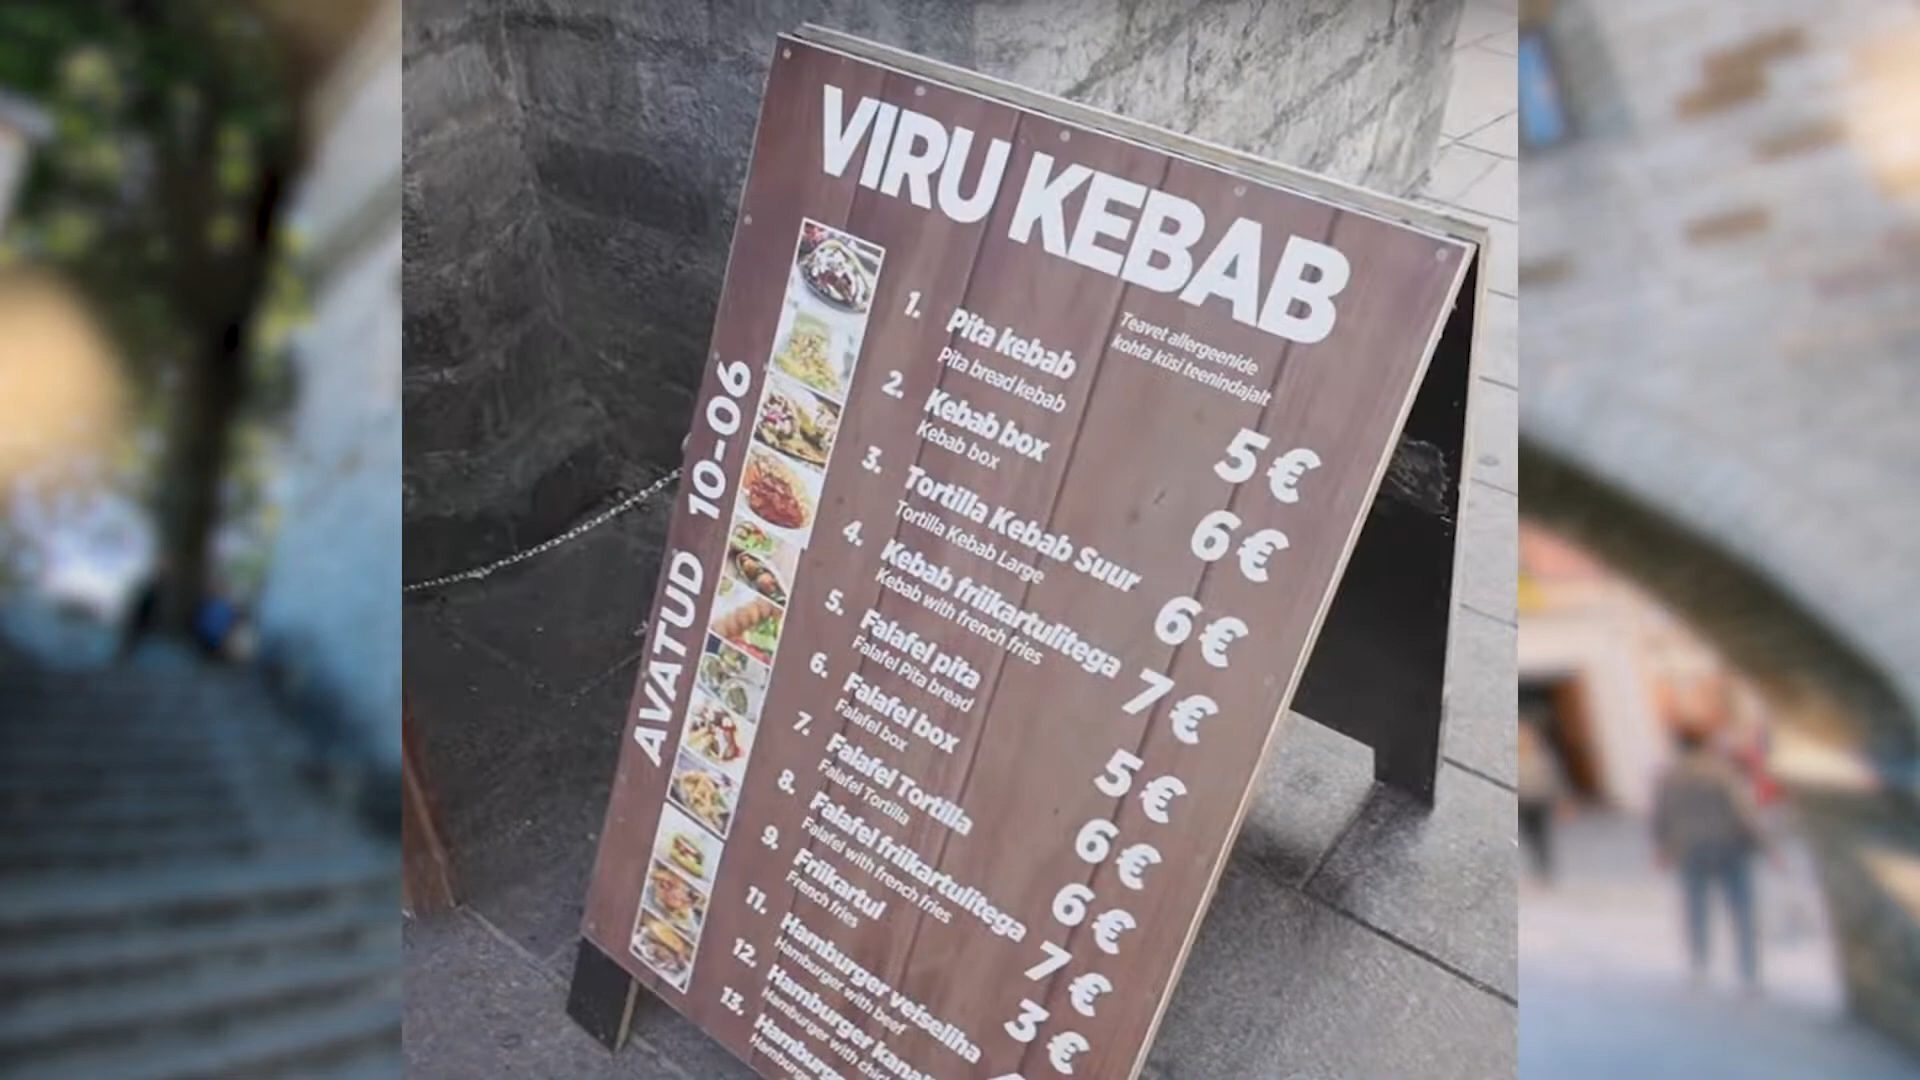 VIRU KEBAB
Teavet allergeenide
kohta küsi teenindajalt
AVATUD 10-06
1. Pita kebab 5 €
Pita bread kebab
2. Kebab box 6 €
Kebab box
3. Tortilla Kebab Suur 6 €
Tortilla Kebab Large
4. Kebab friikartulitega 7 €
Kebab with french fries
5. Falafel pita 5 €
Falafel Pita bread
6. Falafel box 6 €
Falafel box
7. Falafel Tortilla 6 €
Falafel Tortilla
8. Falafel friikartulitega 7 €
Falafel with french fries
9. Friikartul 3 €
French fries
11. Hamburger veiseliha
Hamburger with beef
12. Hamburger
Hamburger with
13.